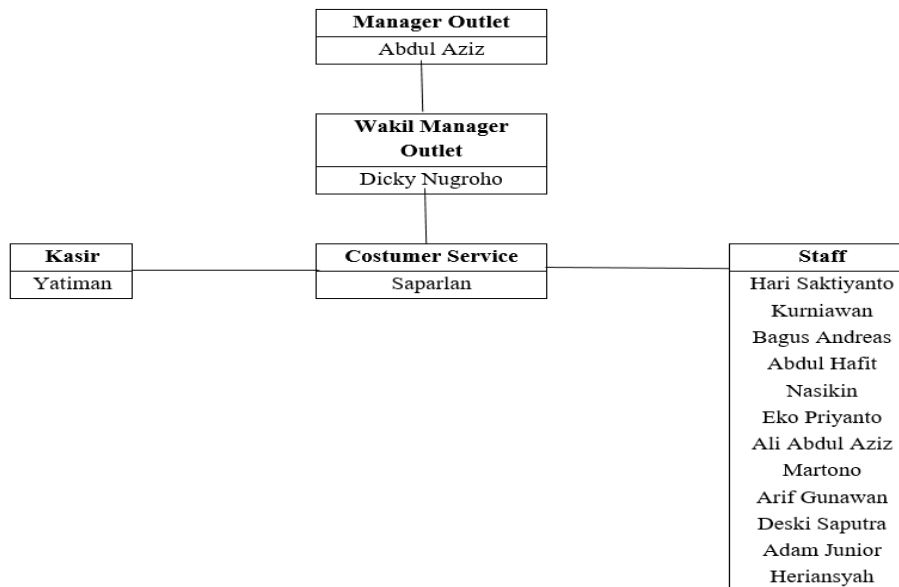 Manager Outlet
Abdul Aziz
Wakil Manager
Outlet
Dicky Nugroho
Kasir
Yatiman
Costumer Service
Saparlan
Staff
Hari Saktiyanto
Kurniawan
Bagus Andreas
Abdul Hafit
Nasikin
Eko Priyanto
Ali Abdul Aziz
Martono
Arif Gunawan
Deski Saputra
Adam Junior
Heriansyah